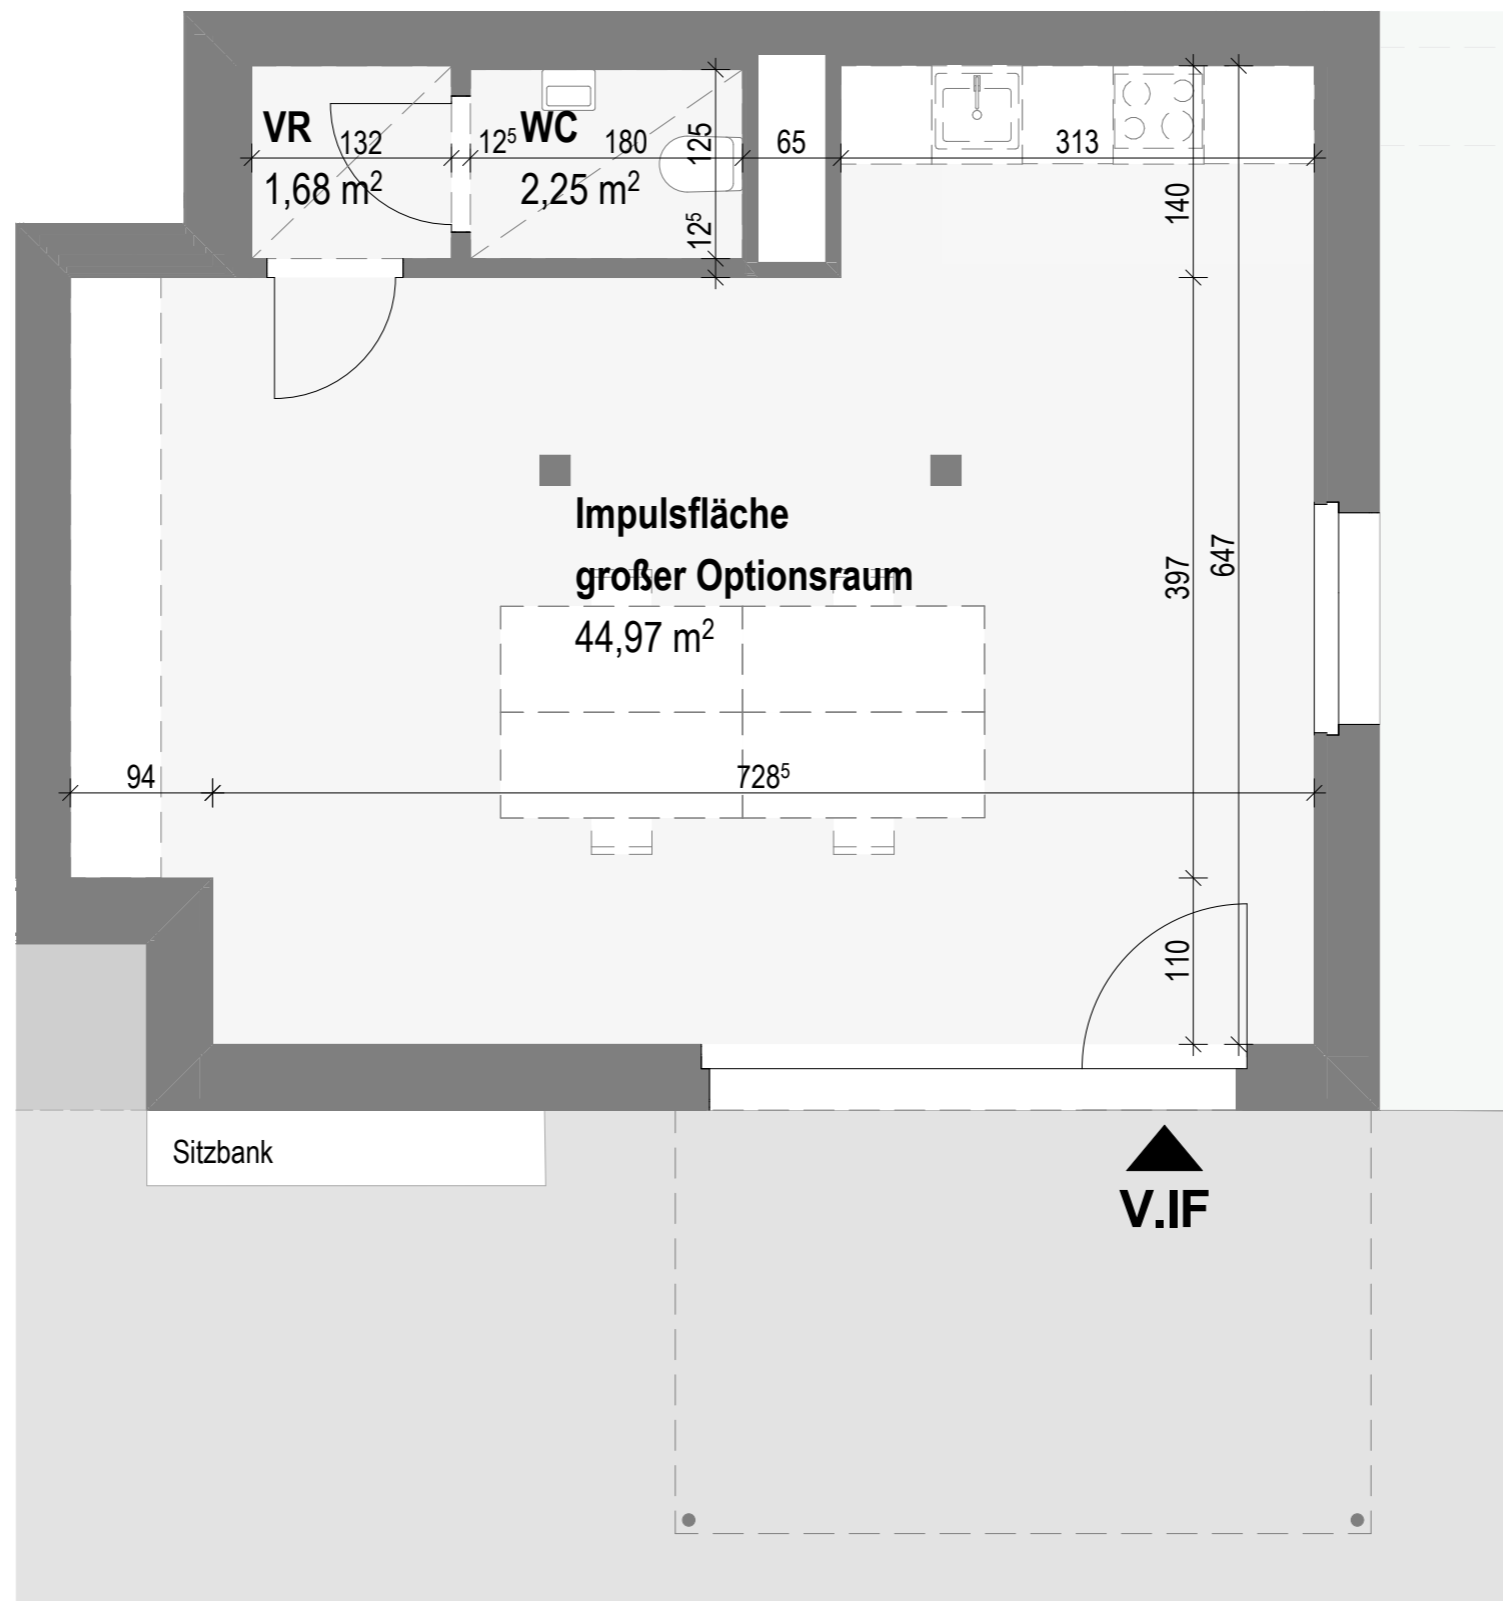 VR
132
12⁵
WC
180
125
65
313
1,68 m²
2,25 m²
140
12⁵
Impulsfläche
großer Optionsraum
44,97 m²
397
647
94
728⁵
110
Sitzbank
V.IF